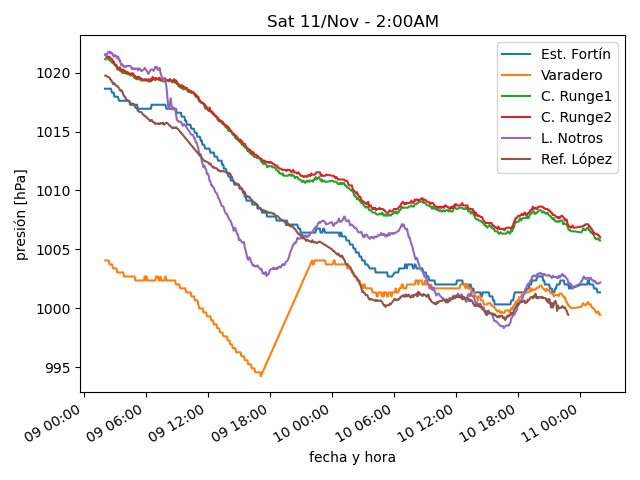 Sat 11/Nov - 2:00AM
presión [hPa]
1020
1015
1010
1005
1000
995
Est. Fortín
Varadero
C. Runge1
C. Runge2
L. Notros
Ref. López
09 00:00
09 06:00
09 12:00
09 18:00
10 00:00
10 06:00
10 12:00
10 18:00
11 00:00
fecha y hora